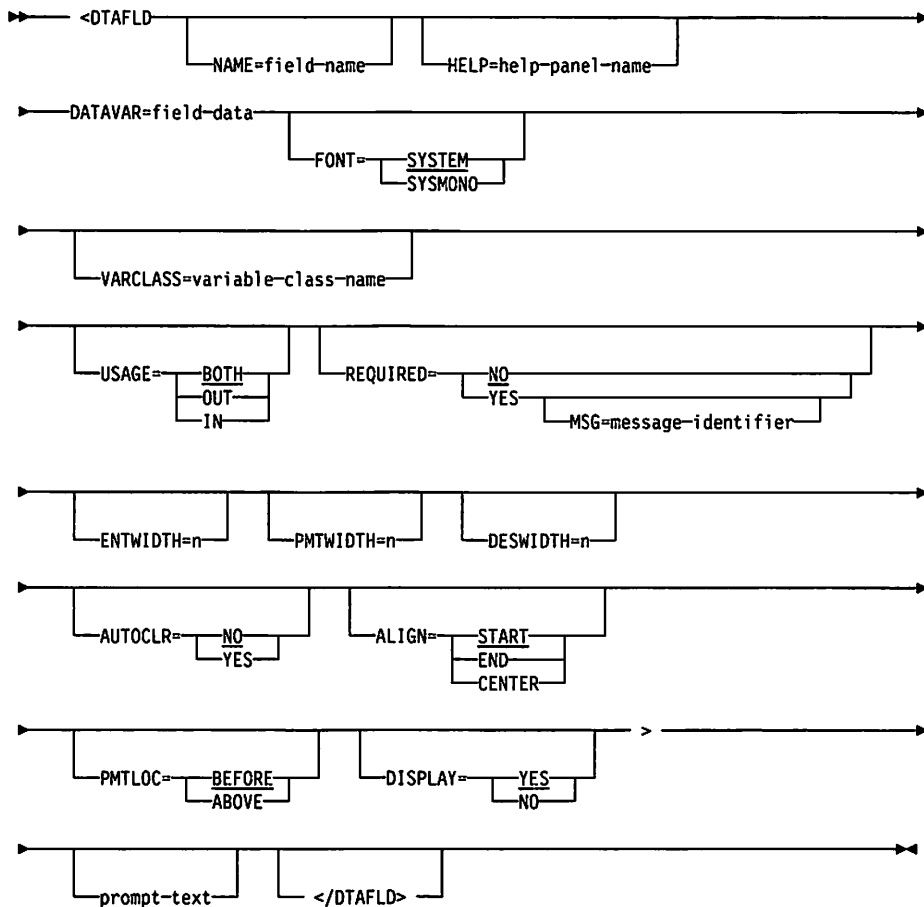 <DTAFLD
NAME=field-name
HELP=help-panel-name
DATAVAR=field-data
FONT=
SYSTEM
SYSMONO
VARCLASS=variable-class-name
USAGE=
BOTH
OUT
IN
REQUIRED=
NO
YES
MSG=message-identifier
ENTWIDTH=n
PMTWIDTH=n
DESWIDTH=n
AUTOCLR=
NO
YES
ALIGN=
START
END
CENTER
PMTLOC=
BEFORE
ABOVE
DISPLAY=
YES
NO
>
prompt-text
</DTAFLD>